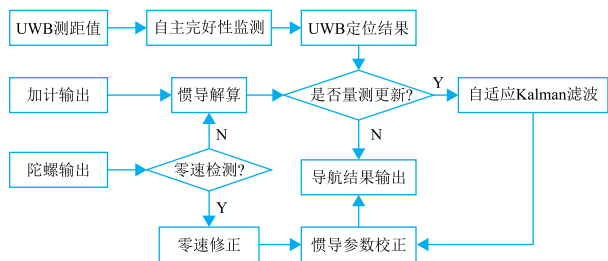 UWB测距值
自主完好性监测
UWB定位结果
加计输出
惯导解算
是否量测更新?
Y
自适应Kalman滤波
N
N
陀螺输出
零速检测?
导航结果输出
Y
零速修正
惯导参数校正